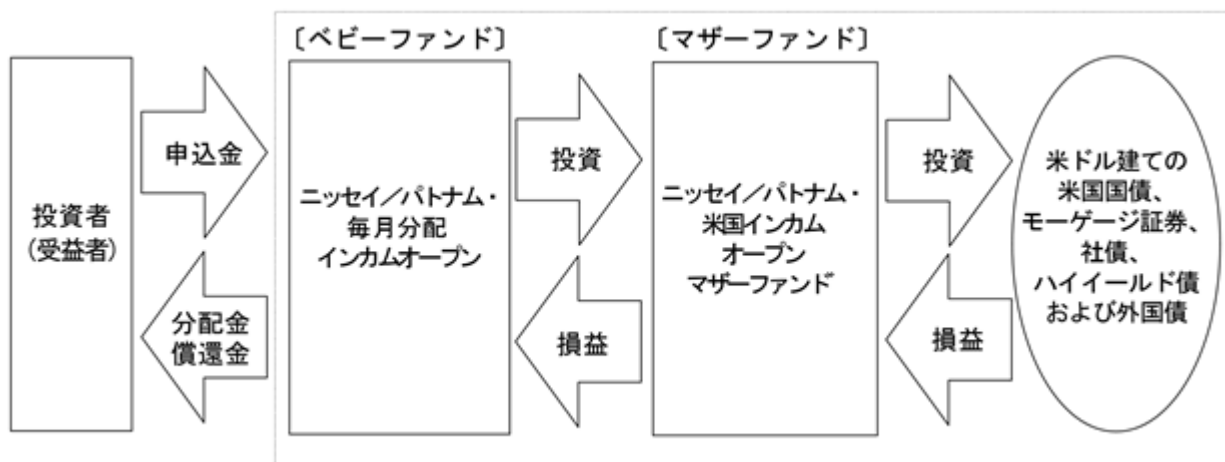 〔ベビーファンド〕
〔マザーファンド〕
投資者
(受益者)
申込金
分配金
償還金
ニッセイ／パトナム・
毎月分配
インカムオープン
投資
損益
ニッセイ／パトナム・
米国インカム
オープン
マザーファンド
投資
損益
米ドル建ての
米国国債、
モーゲージ証券、
社債、
ハイイールド債
および外国債